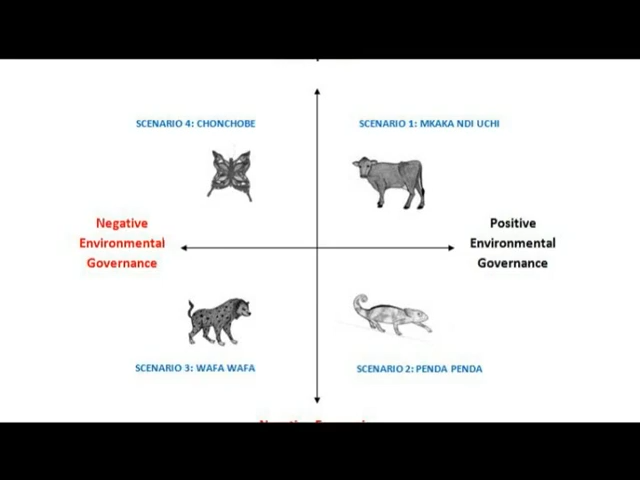 SCENARIO 4: CHONCHOBE
SCENARIO 1: MKAKA NDI UCHI
Negative
Environmental
Governance
Positive
Environmental
Governance
SCENARIO 3: WAFA WAFA
SCENARIO 2: PENDA PENDA